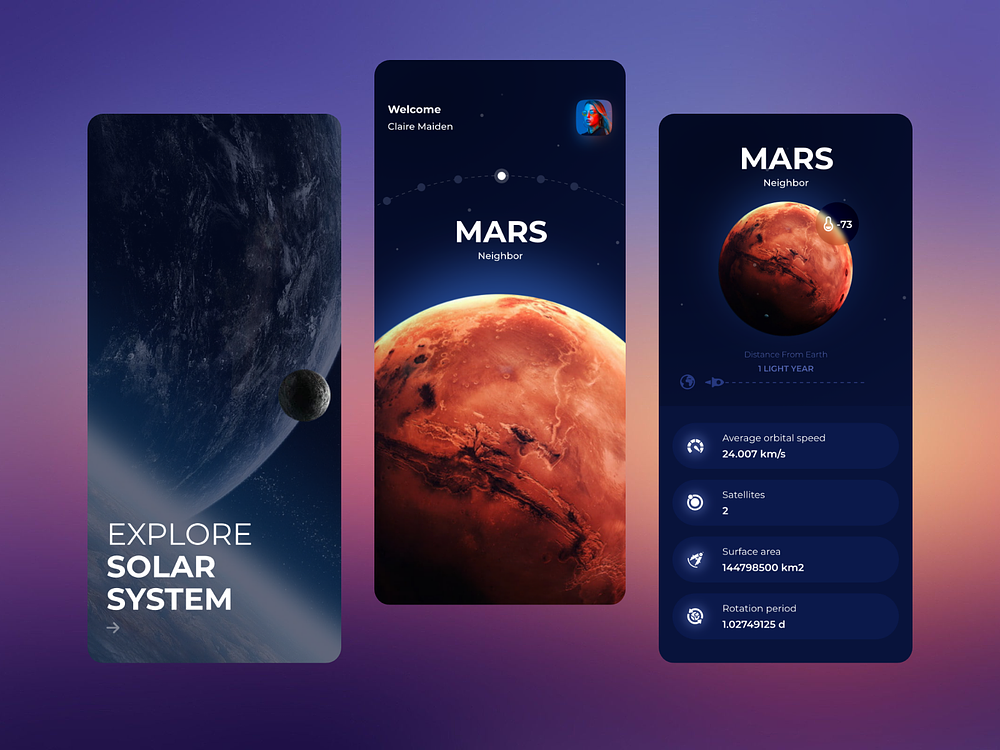 EXPLORE
SOLAR
SYSTEM
Welcome
Claire Maiden
MARS
Neighbor
MARS
Neighbor
-73
Distance From Earth
1 LIGHT YEAR
Average orbital speed
24.007 km/s
Satellites
2
Surface area
144798500 km2
Rotation period
1.02749125 d